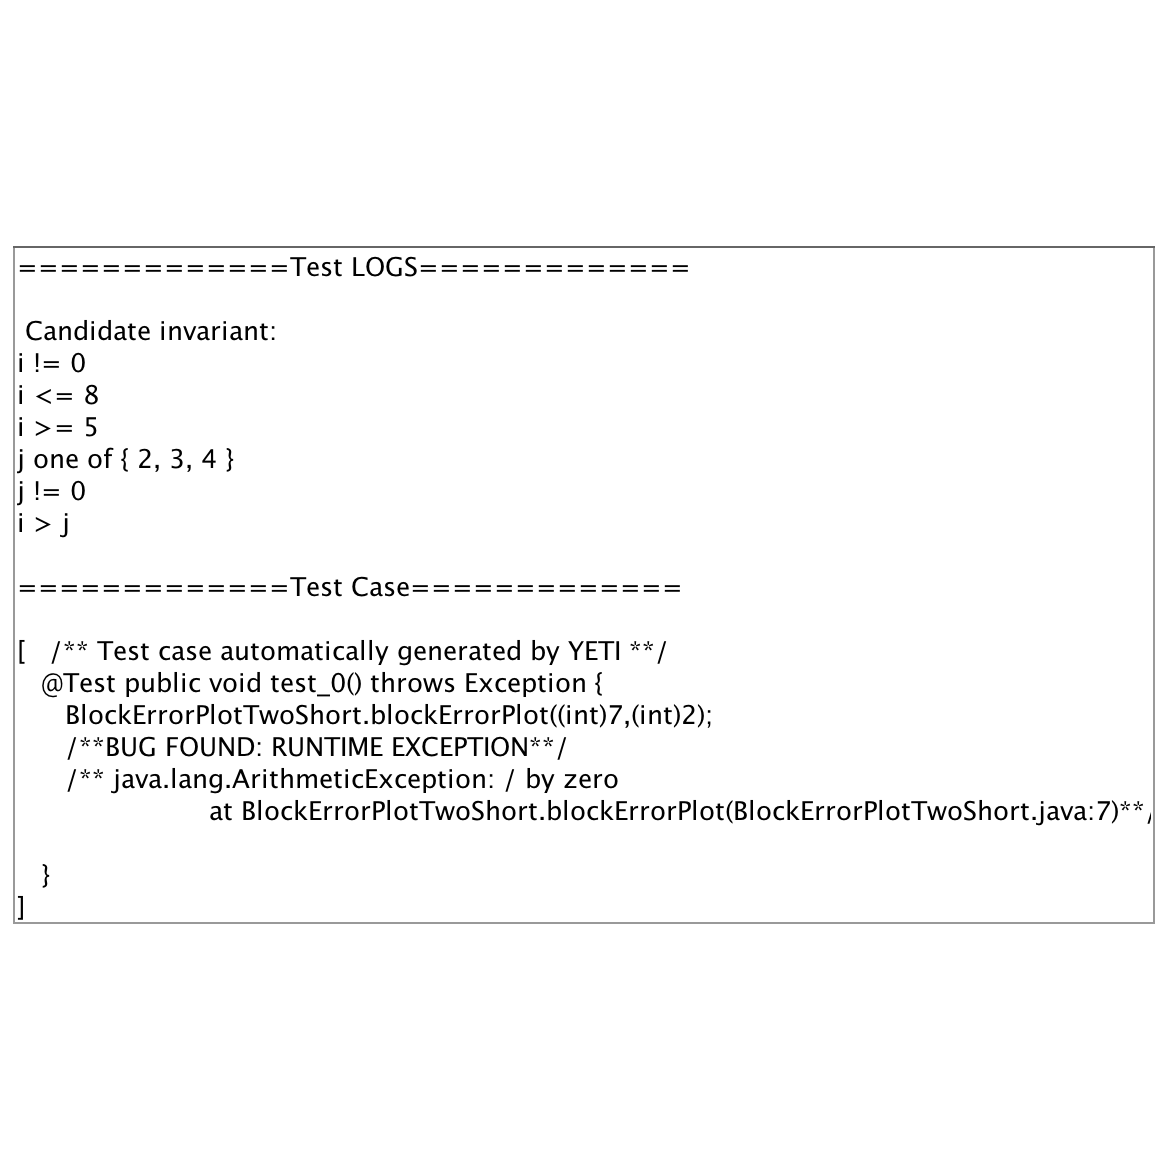 =============Test LOGS=============
Candidate invariant:
i != 0
i <= 8
i >= 5
j one of { 2, 3, 4 }
j != 0
i > j
=============Test Case=============
[   /** Test case automatically generated by YETI **/
@Test public void test_0() throws Exception {
BlockErrorPlotTwoShort.blockErrorPlot((int)7,(int)2);
/**BUG FOUND: RUNTIME EXCEPTION**/
/** java.lang.ArithmeticException: / by zero
at BlockErrorPlotTwoShort.blockErrorPlot(BlockErrorPlotTwoShort.java:7)**/
}
]